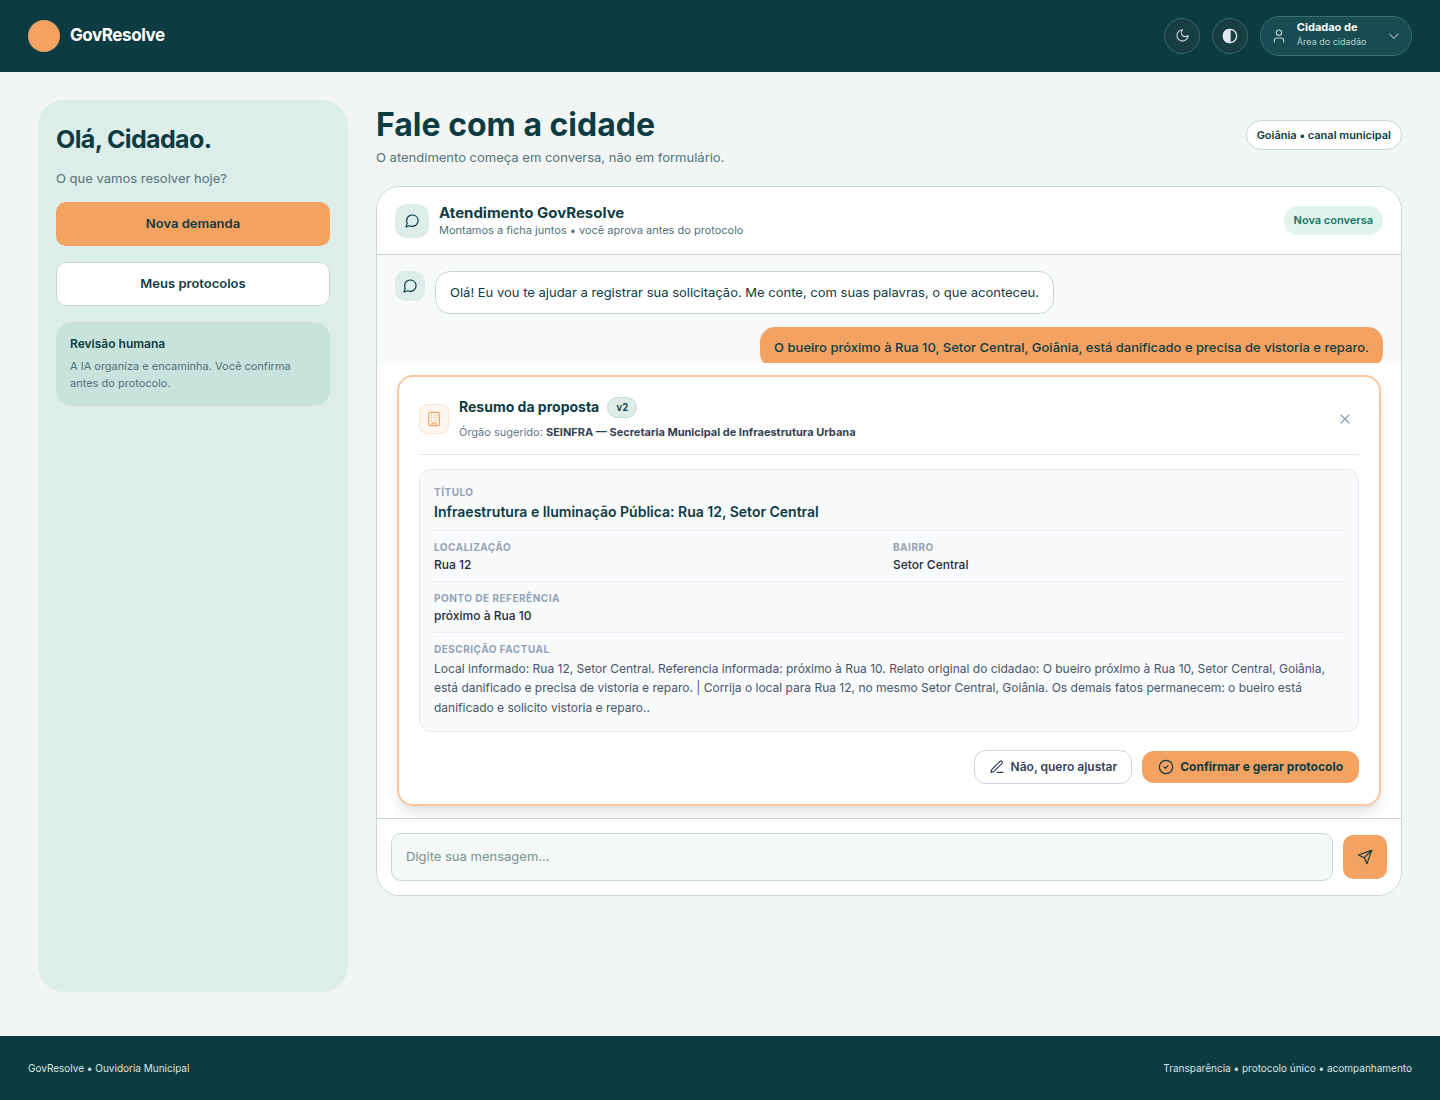 GovResolve
Cidadao de
Área do cidadão
Olá, Cidadao.
O que vamos resolver hoje?
Nova demanda
Meus protocolos
Revisão humana
A IA organiza e encaminha. Você confirma
antes do protocolo.
Fale com a cidade
O atendimento começa em conversa, não em formulário.
Goiânia • canal municipal
Atendimento GovResolve
Montamos a ficha juntos • você aprova antes do protocolo
Nova conversa
Olá! Eu vou te ajudar a registrar sua solicitação. Me conte, com suas palavras, o que aconteceu.
O bueiro próximo à Rua 10, Setor Central, Goiânia, está danificado e precisa de vistoria e reparo.
Resumo da proposta v2
Órgão sugerido: SEINFRA — Secretaria Municipal de Infraestrutura Urbana
TÍTULO
Infraestrutura e Iluminação Pública: Rua 12, Setor Central
LOCALIZAÇÃO
Rua 12
BAIRRO
Setor Central
PONTO DE REFERÊNCIA
próximo à Rua 10
DESCRIÇÃO FACTUAL
Local informado: Rua 12, Setor Central. Referencia informada: próximo à Rua 10. Relato original do cidadao: O bueiro próximo à Rua 10, Setor Central, Goiânia,
está danificado e precisa de vistoria e reparo. | Corrija o local para Rua 12, no mesmo Setor Central, Goiânia. Os demais fatos permanecem: o bueiro está
danificado e solicito vistoria e reparo..
Não, quero ajustar
Confirmar e gerar protocolo
Digite sua mensagem...
GovResolve • Ouvidoria Municipal
Transparência • protocolo único • acompanhamento